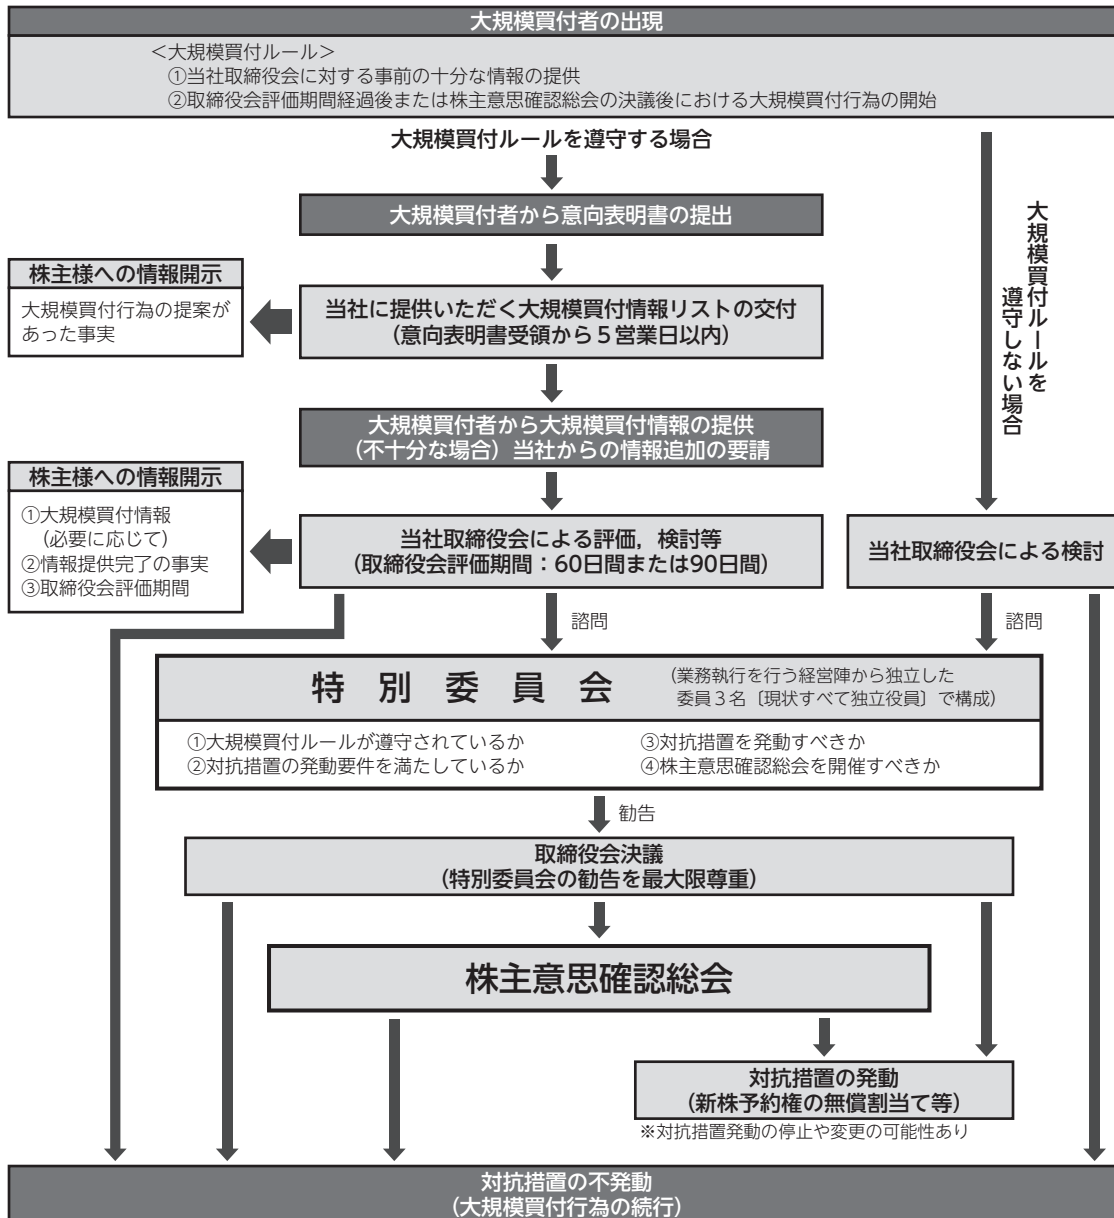 大規模買付者の出現
＜大規模買付ルール＞
①当社取締役会に対する事前の十分な情報の提供
②取締役会評価期間経過後または株主意思確認総会の決議後における大規模買付行為の開始
大規模買付ルールを遵守する場合
大規模買付者から意向表明書の提出
大規模買付ルールを
遵守しない場合
株主様への情報開示
大規模買付行為の提案が
あった事実
当社に提供いただく大規模買付情報リストの交付
（意向表明書受領から５営業日以内）
大規模買付者から大規模買付情報の提供
（不十分な場合）当社からの情報追加の要請
株主様への情報開示
①大規模買付情報
（必要に応じて）
②情報提供完了の事実
③取締役会評価期間
当社取締役会による評価，検討等
（取締役会評価期間：60日間または90日間）
当社取締役会による検討
諮問
諮問
特別委員会
（業務執行を行う経営陣から独立した
委員３名〔現状すべて独立役員〕で構成）
①大規模買付ルールが遵守されているか
②対抗措置の発動要件を満たしているか
③対抗措置を発動すべきか
④株主意思確認総会を開催すべきか
勧告
取締役会決議
（特別委員会の勧告を最大限尊重）
株主意思確認総会
対抗措置の発動
（新株予約権の無償割当て等）
※対抗措置発動の停止や変更の可能性あり
対抗措置の不発動
（大規模買付行為の続行）